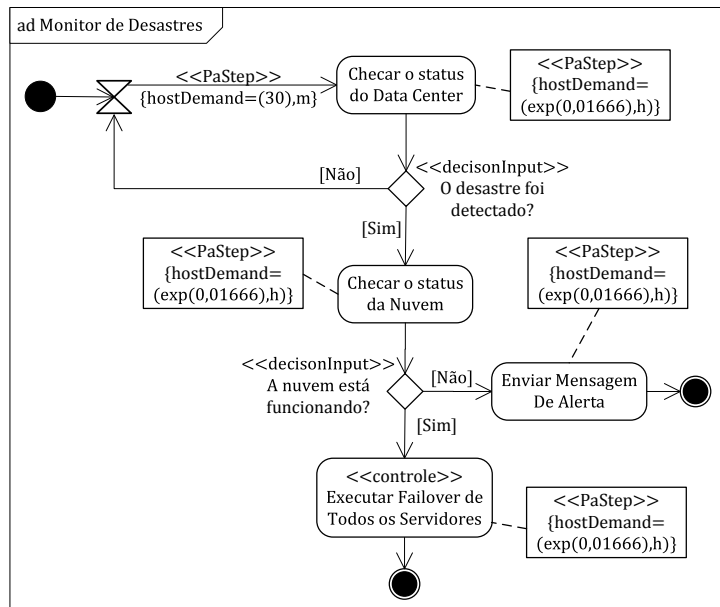 ad Monitor de Desastres
<<PaStep>>
{hostDemand=(30),m}
Checar o status
do Data Center
<<PaStep>>
{hostDemand=
(exp(0,01666),h)}
[Não]
<<decisonInput>>
O desastre foi
detectado?
[Sim]
<<PaStep>>
{hostDemand=
(exp(0,01666),h)}
Checar o status
da Nuvem
<<PaStep>>
{hostDemand=
(exp(0,01666),h)}
<<decisonInput>>
A nuvem está
funcionando?
[Não]
Enviar Mensagem
De Alerta
[Sim]
<<controle>>
Executar Failover de
Todos os Servidores
<<PaStep>>
{hostDemand=
(exp(0,01666),h)}